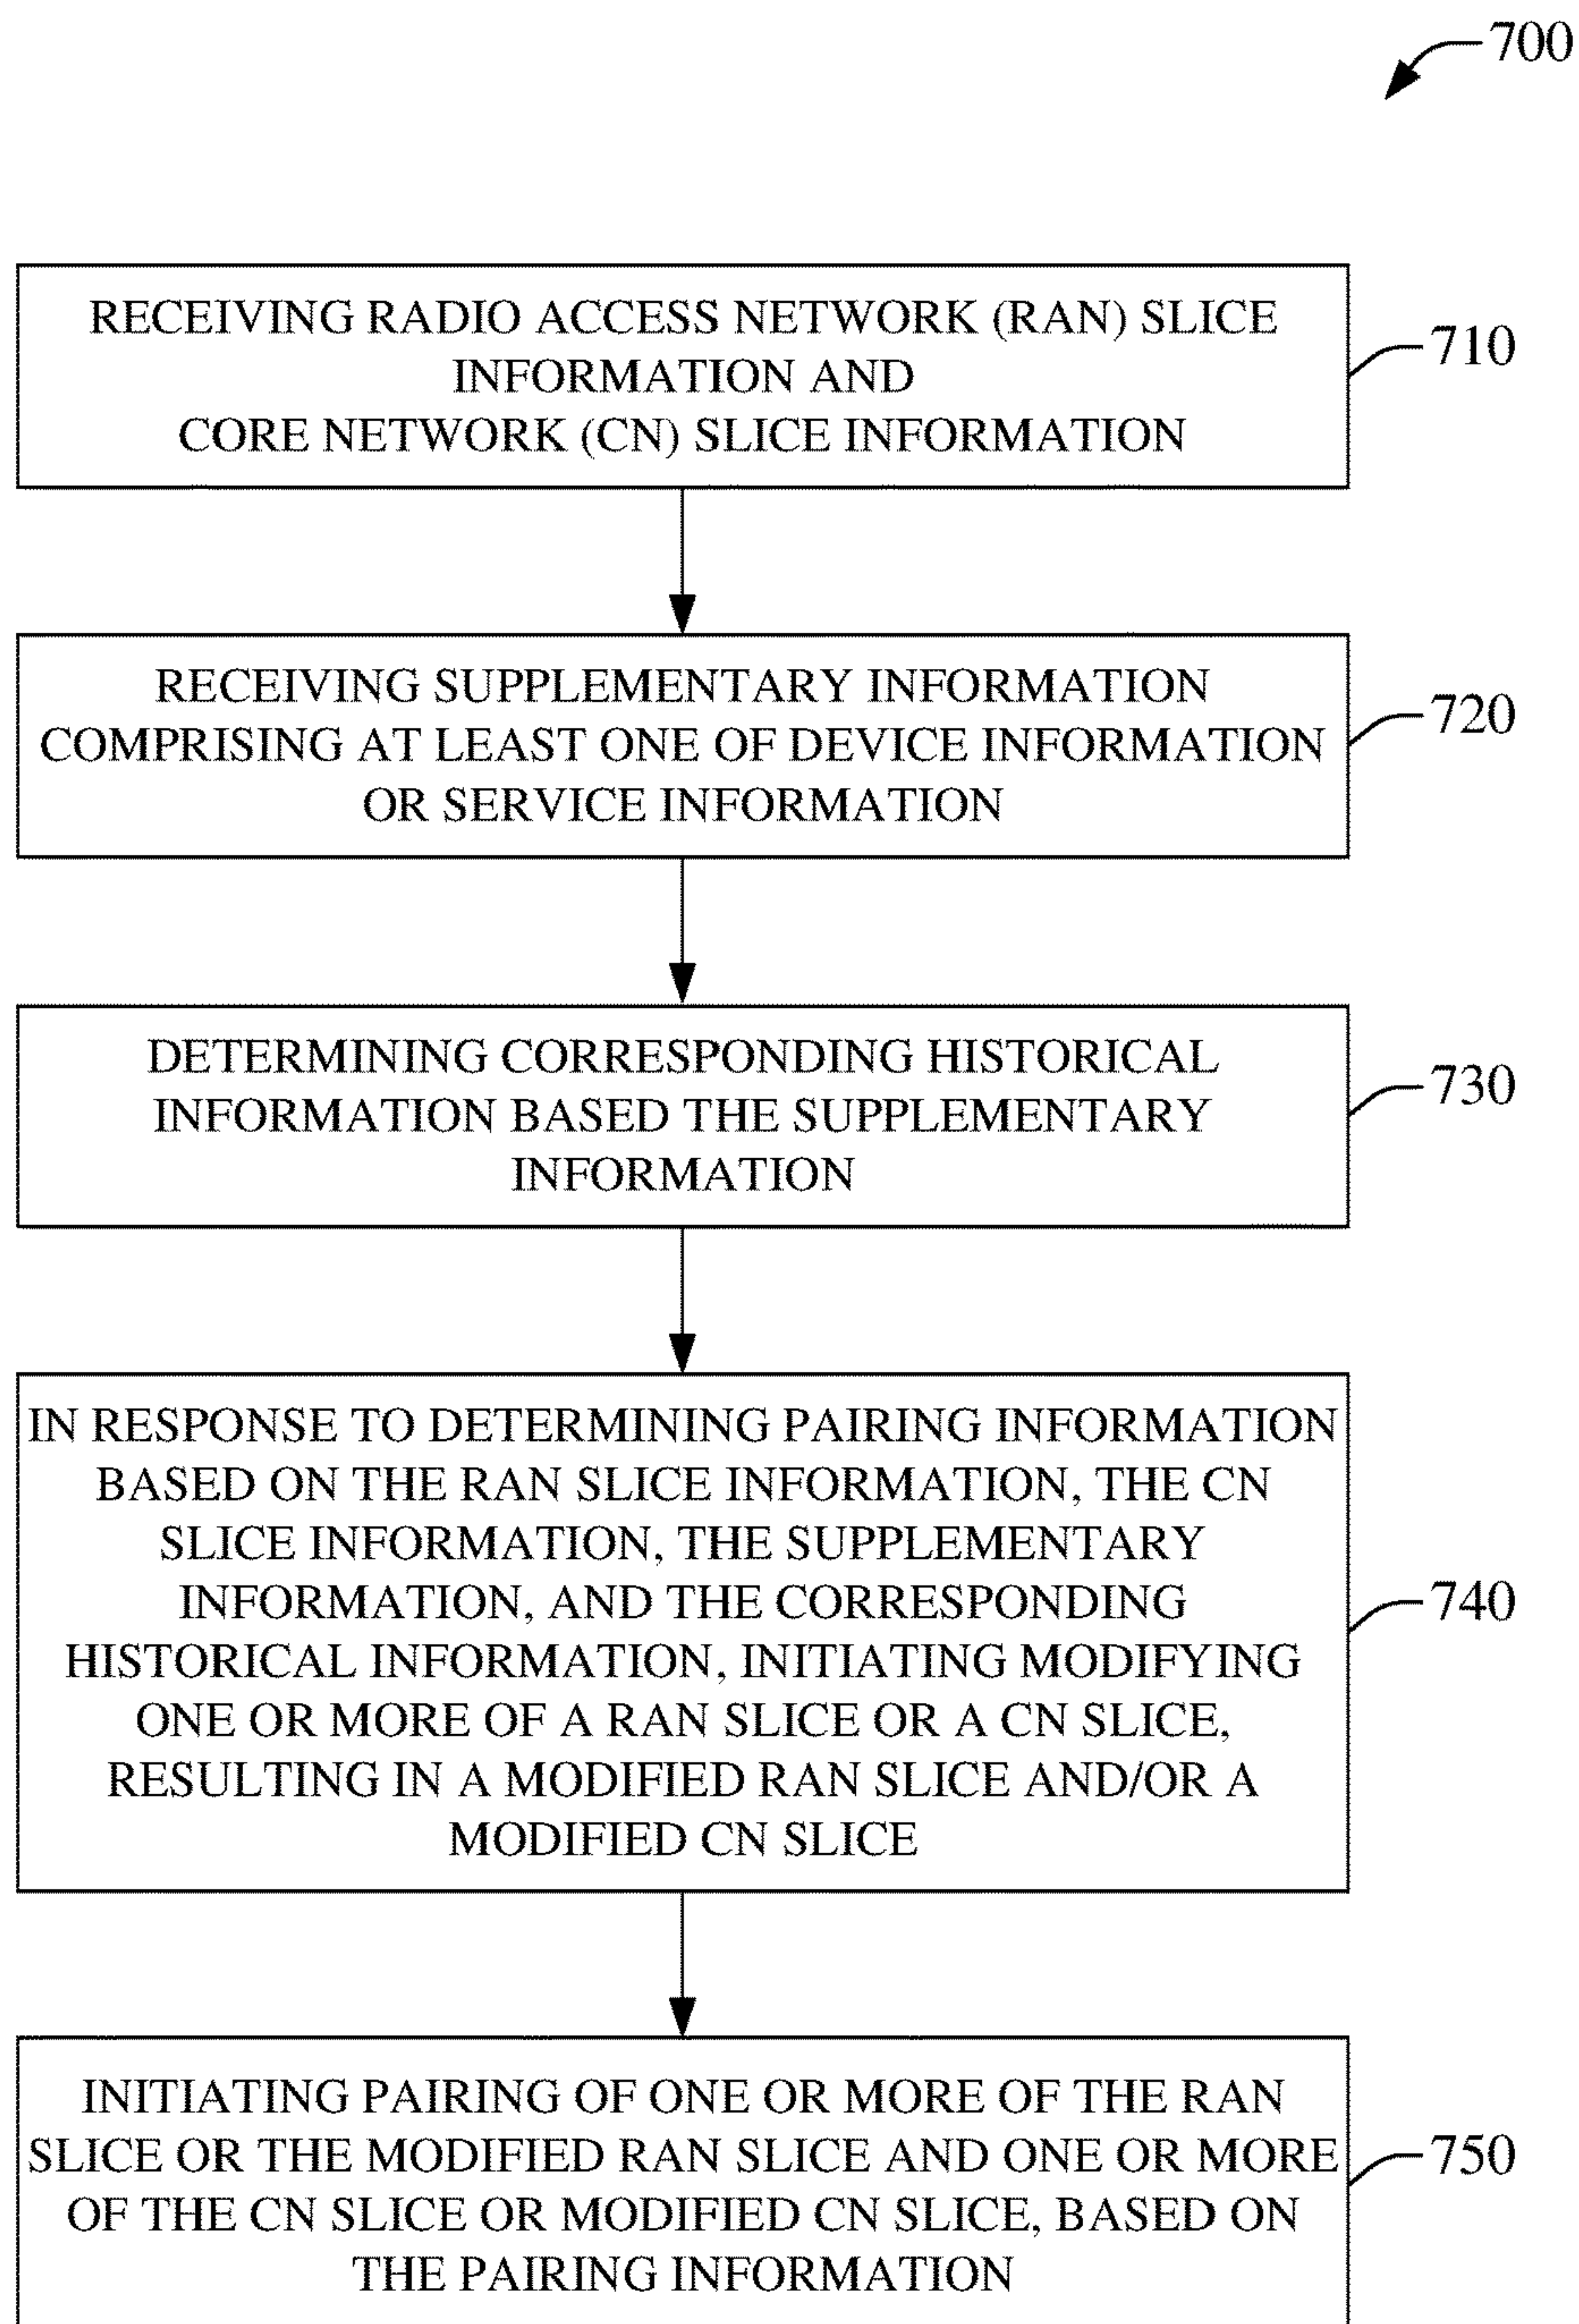 700
RECEIVING RADIO ACCESS NETWORK (RAN) SLICE
INFORMATION AND
CORE NETWORK (CN) SLICE INFORMATION
710
RECEIVING SUPPLEMENTARY INFORMATION
COMPRISING AT LEAST ONE OF DEVICE INFORMATION
OR SERVICE INFORMATION
720
DETERMINING CORRESPONDING HISTORICAL
INFORMATION BASED THE SUPPLEMENTARY
INFORMATION
730
IN RESPONSE TO DETERMINING PAIRING INFORMATION
BASED ON THE RAN SLICE INFORMATION, THE CN
SLICE INFORMATION, THE SUPPLEMENTARY
INFORMATION, AND THE CORRESPONDING
HISTORICAL INFORMATION, INITIATING MODIFYING
ONE OR MORE OF A RAN SLICE OR A CN SLICE,
RESULTING IN A MODIFIED RAN SLICE AND/OR A
MODIFIED CN SLICE
740
INITIATING PAIRING OF ONE OR MORE OF THE RAN
SLICE OR THE MODIFIED RAN SLICE AND ONE OR MORE
OF THE CN SLICE OR MODIFIED CN SLICE, BASED ON
THE PAIRING INFORMATION
750